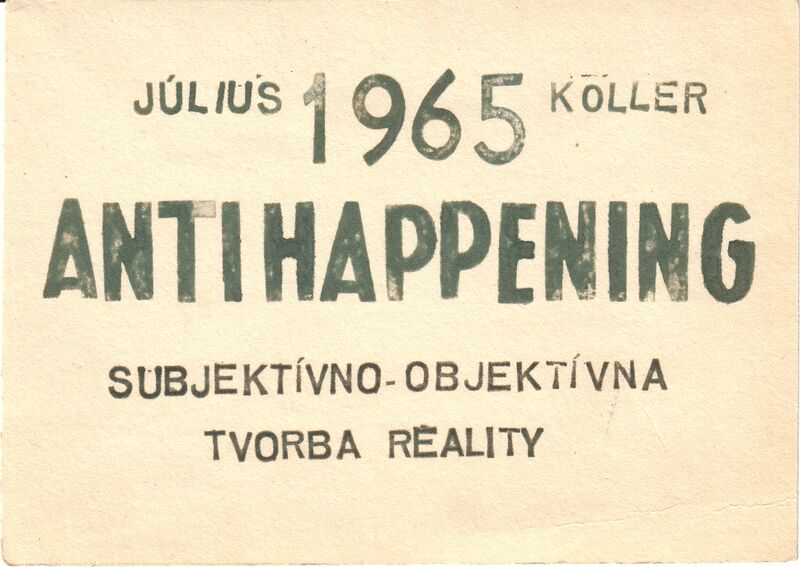 JÚLIUS 1965 KOLLER
ANTIHAPPENING
SUBJEKTÍVNO-OBJEKTÍVNA
TVORBA REALITY